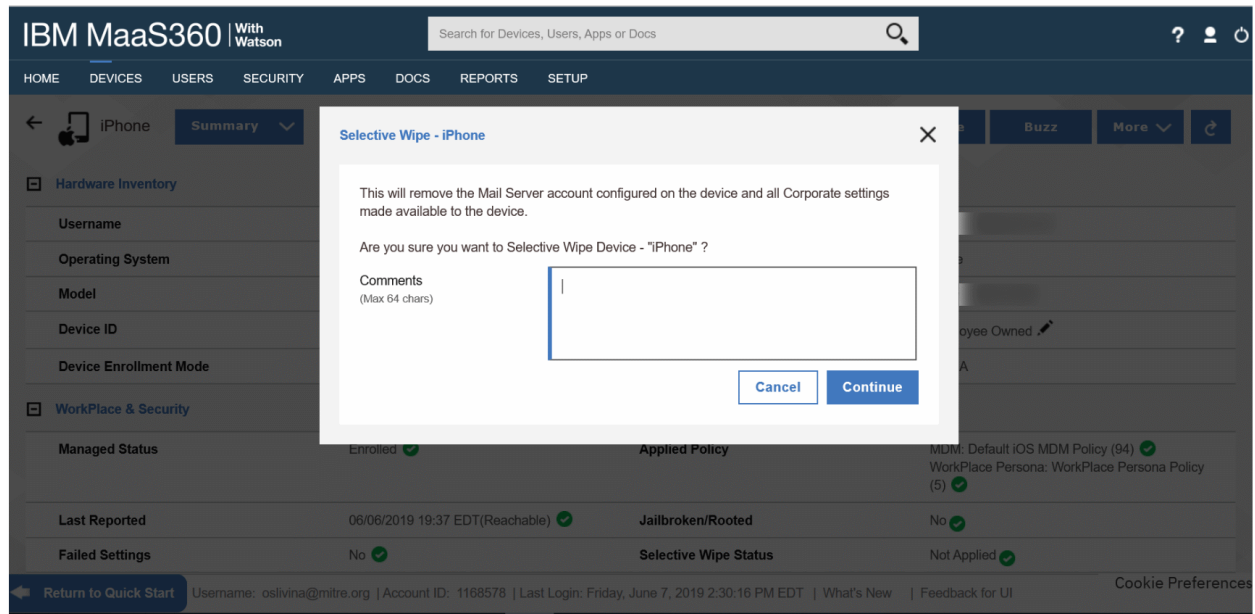 IBM MaaS360 With Watson
Search for Devices, Users, Apps or Docs
?
HOME DEVICES USERS SECURITY APPS DOCS REPORTS SETUP
iPhone Summary Buzz More
Selective Wipe - iPhone
This will remove the Mail Server account configured on the device and all Corporate settings
made available to the device.
Are you sure you want to Selective Wipe Device - "iPhone" ?
Comments
(Max 64 chars)
Cancel Continue
Hardware Inventory
Username
Operating System
Model
Device ID
oyee Owned
Device Enrollment Mode
WorkPlace & Security
Managed Status Enrolled Applied Policy MDM: Default iOS MDM Policy (94)
WorkPlace Persona: WorkPlace Persona Policy
(5)
Last Reported 06/06/2019 19:37 EDT(Reachable) Jailbroken/Rooted No
Failed Settings No Selective Wipe Status Not Applied
Return to Quick Start Username: oslivina@mitre.org | Account ID: 1168578 | Last Login: Friday, June 7, 2019 2:30:16 PM EDT | What's New | Feedback for UI
Cookie Preferences